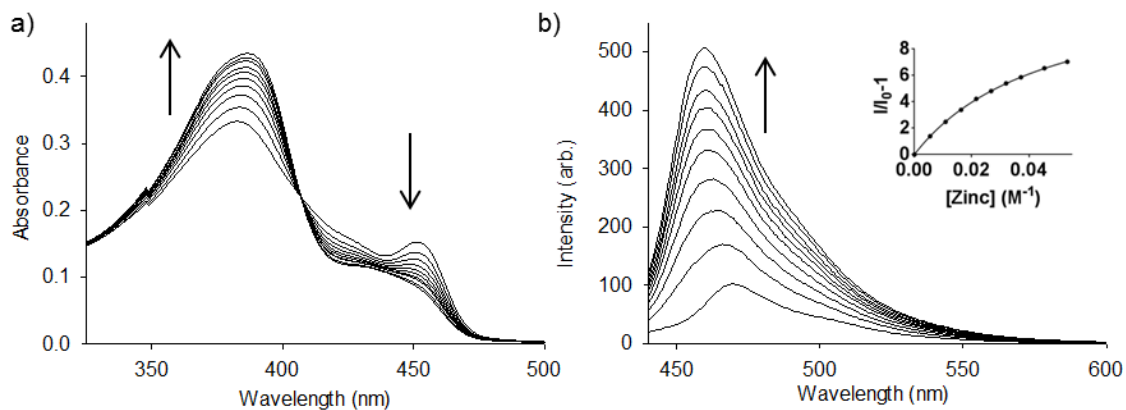 a)
Absorbance
0.4
0.3
0.2
0.1
0.0
350 400 450 500
Wavelength (nm)
b)
Intensity (arb.)
500
400
300
200
100
0
450 500 550 600
Wavelength (nm)
I/I₀-1
8
6
4
2
0
0.00 0.04
[Zinc] (M⁻¹)